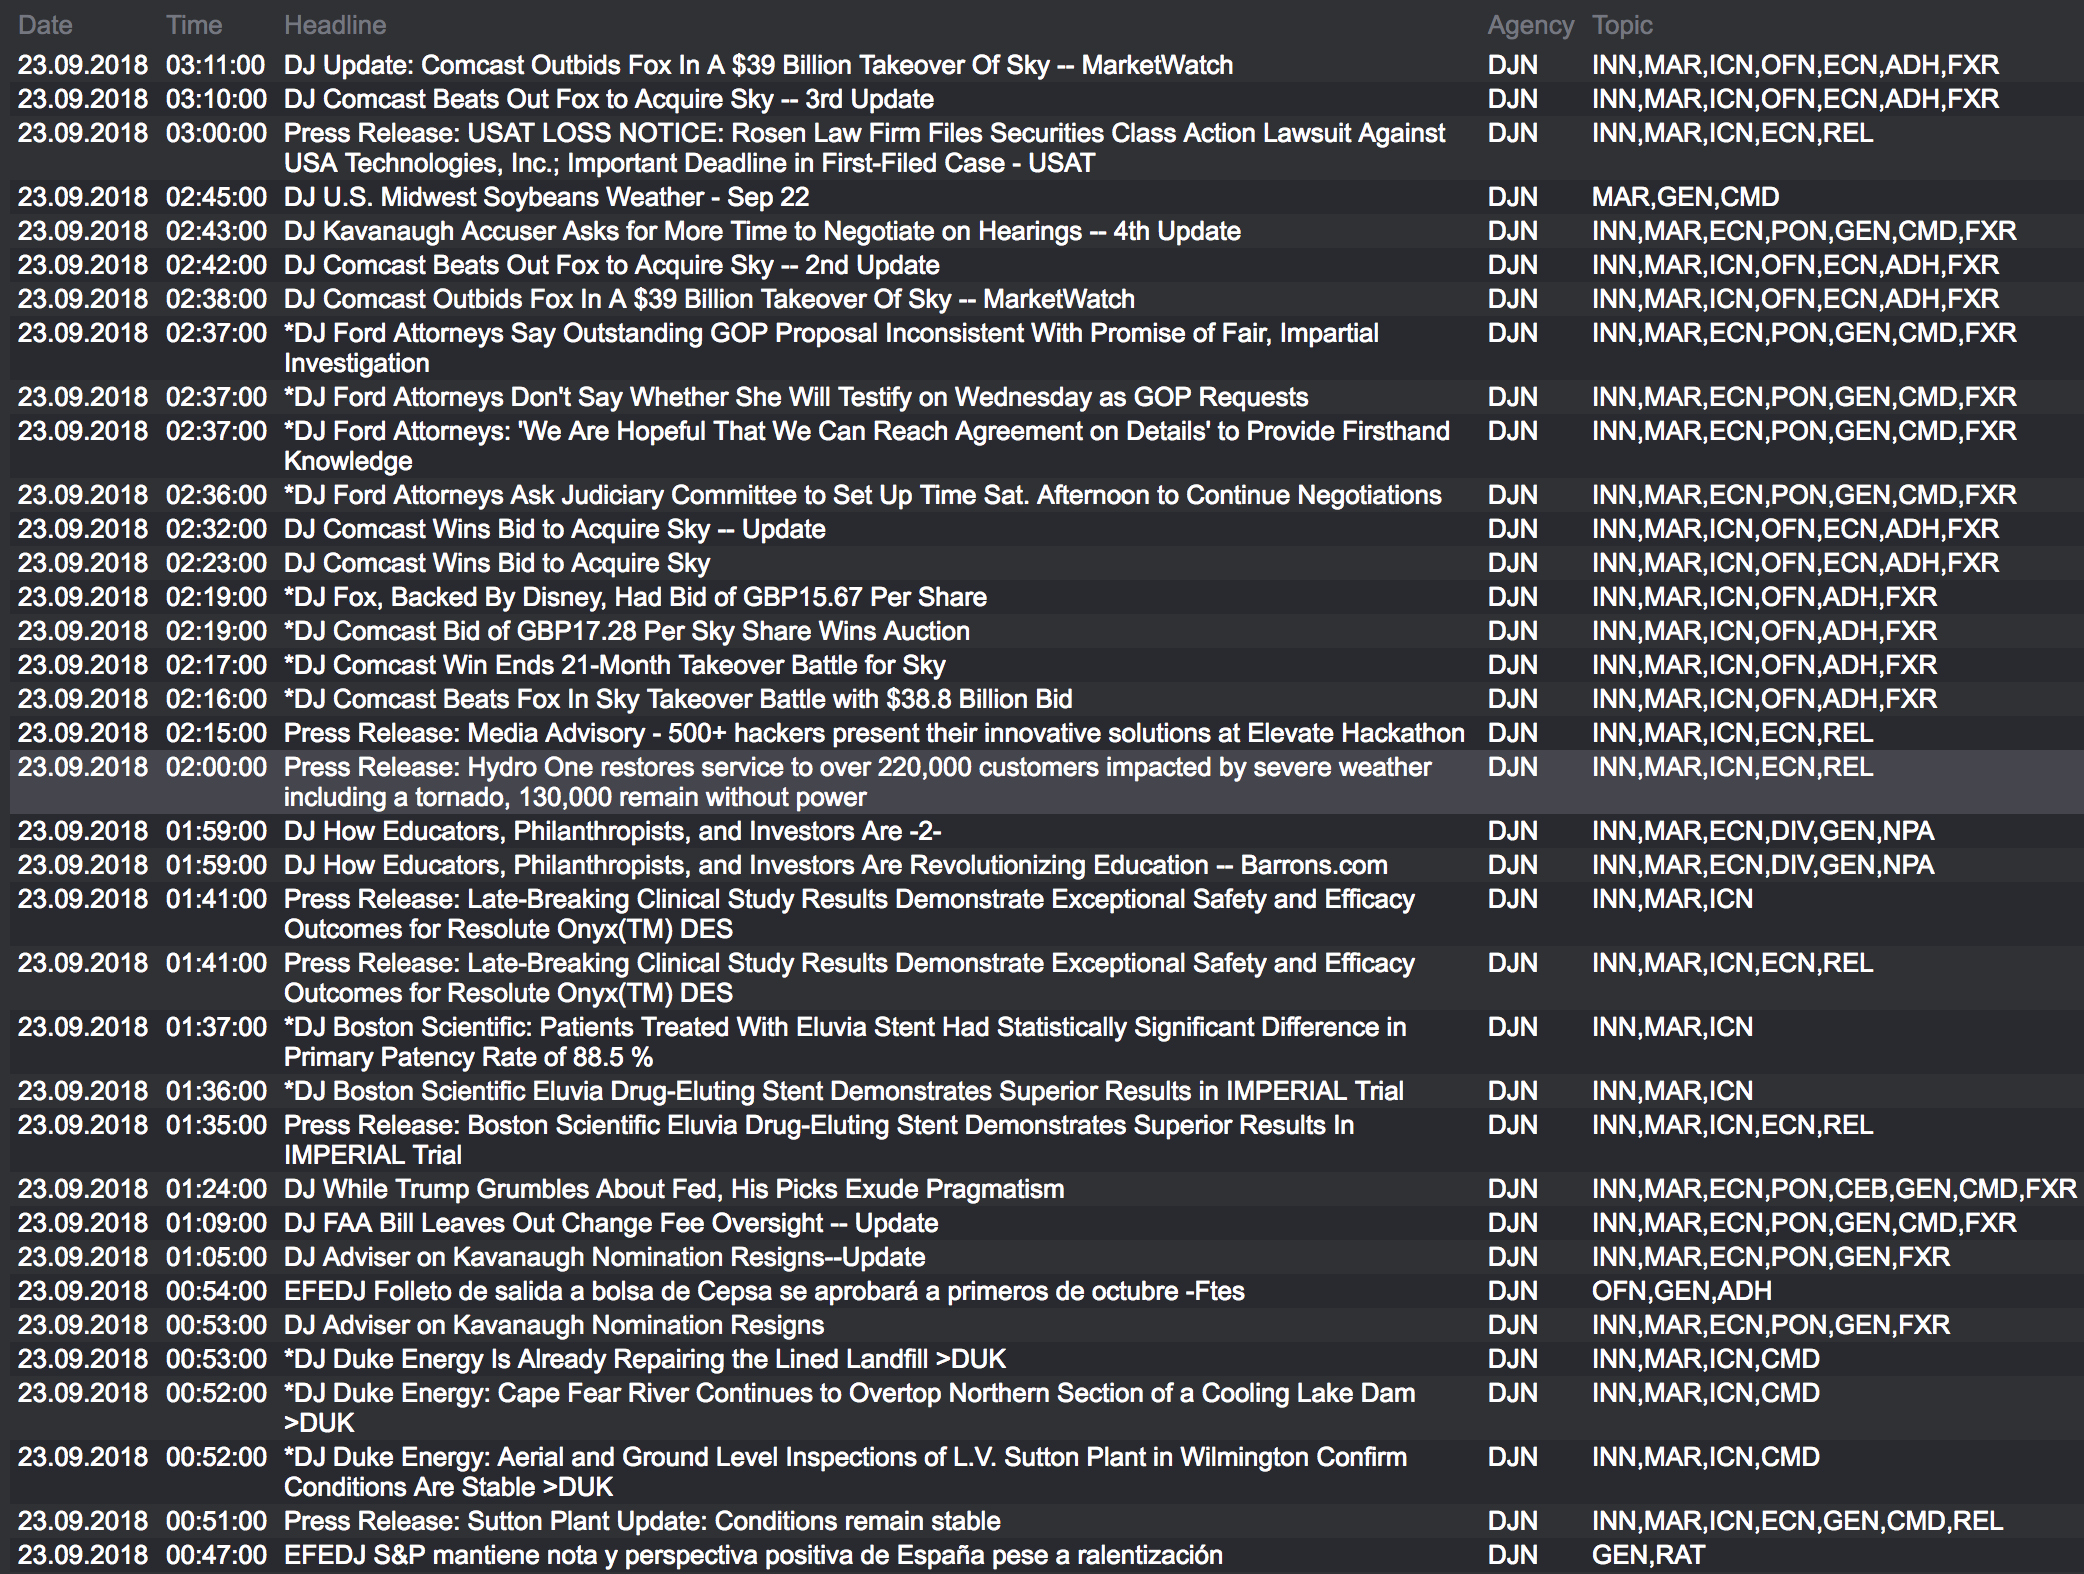 Date Time Headline Agency Topic
23.09.2018 03:11:00 DJ Update: Comcast Outbids Fox In A $39 Billion Takeover Of Sky -- MarketWatch DJN INN,MAR,ICN,OFN,ECN,ADH,FXR
23.09.2018 03:10:00 DJ Comcast Beats Out Fox to Acquire Sky -- 3rd Update DJN INN,MAR,ICN,OFN,ECN,ADH,FXR
23.09.2018 03:00:00 Press Release: USAT LOSS NOTICE: Rosen Law Firm Files Securities Class Action Lawsuit Against DJN INN,MAR,ICN,ECN,REL
USA Technologies, Inc.; Important Deadline in First-Filed Case - USAT
23.09.2018 02:45:00 DJ U.S. Midwest Soybeans Weather - Sep 22 DJN MAR,GEN,CMD
23.09.2018 02:43:00 DJ Kavanaugh Accuser Asks for More Time to Negotiate on Hearings -- 4th Update DJN INN,MAR,ECN,PON,GEN,CMD,FXR
23.09.2018 02:42:00 DJ Comcast Beats Out Fox to Acquire Sky -- 2nd Update DJN INN,MAR,ICN,OFN,ECN,ADH,FXR
23.09.2018 02:38:00 DJ Comcast Outbids Fox In A $39 Billion Takeover Of Sky -- MarketWatch DJN INN,MAR,ICN,OFN,ECN,ADH,FXR
23.09.2018 02:37:00 *DJ Ford Attorneys Say Outstanding GOP Proposal Inconsistent With Promise of Fair, Impartial DJN INN,MAR,ECN,PON,GEN,CMD,FXR
Investigation
23.09.2018 02:37:00 *DJ Ford Attorneys Don't Say Whether She Will Testify on Wednesday as GOP Requests DJN INN,MAR,ECN,PON,GEN,CMD,FXR
23.09.2018 02:37:00 *DJ Ford Attorneys: 'We Are Hopeful That We Can Reach Agreement on Details' to Provide Firsthand DJN INN,MAR,ECN,PON,GEN,CMD,FXR
Knowledge
23.09.2018 02:36:00 *DJ Ford Attorneys Ask Judiciary Committee to Set Up Time Sat. Afternoon to Continue Negotiations DJN INN,MAR,ECN,PON,GEN,CMD,FXR
23.09.2018 02:32:00 DJ Comcast Wins Bid to Acquire Sky -- Update DJN INN,MAR,ICN,OFN,ECN,ADH,FXR
23.09.2018 02:23:00 DJ Comcast Wins Bid to Acquire Sky DJN INN,MAR,ICN,OFN,ECN,ADH,FXR
23.09.2018 02:19:00 *DJ Fox, Backed By Disney, Had Bid of GBP15.67 Per Share DJN INN,MAR,ICN,OFN,ADH,FXR
23.09.2018 02:19:00 *DJ Comcast Bid of GBP17.28 Per Sky Share Wins Auction DJN INN,MAR,ICN,OFN,ADH,FXR
23.09.2018 02:17:00 *DJ Comcast Win Ends 21-Month Takeover Battle for Sky DJN INN,MAR,ICN,OFN,ADH,FXR
23.09.2018 02:16:00 *DJ Comcast Beats Fox In Sky Takeover Battle with $38.8 Billion Bid DJN INN,MAR,ICN,OFN,ADH,FXR
23.09.2018 02:15:00 Press Release: Media Advisory - 500+ hackers present their innovative solutions at Elevate Hackathon DJN INN,MAR,ICN,ECN,REL
23.09.2018 02:00:00 Press Release: Hydro One restores service to over 220,000 customers impacted by severe weather DJN INN,MAR,ICN,ECN,REL
including a tornado, 130,000 remain without power
23.09.2018 01:59:00 DJ How Educators, Philanthropists, and Investors Are -2- DJN INN,MAR,ECN,DIV,GEN,NPA
23.09.2018 01:59:00 DJ How Educators, Philanthropists, and Investors Are Revolutionizing Education -- Barrons.com DJN INN,MAR,ECN,DIV,GEN,NPA
23.09.2018 01:41:00 Press Release: Late-Breaking Clinical Study Results Demonstrate Exceptional Safety and Efficacy DJN INN,MAR,ICN
Outcomes for Resolute Onyx(TM) DES
23.09.2018 01:41:00 Press Release: Late-Breaking Clinical Study Results Demonstrate Exceptional Safety and Efficacy DJN INN,MAR,ICN,ECN,REL
Outcomes for Resolute Onyx(TM) DES
23.09.2018 01:37:00 *DJ Boston Scientific: Patients Treated With Eluvia Stent Had Statistically Significant Difference in DJN INN,MAR,ICN
Primary Patency Rate of 88.5 %
23.09.2018 01:36:00 *DJ Boston Scientific Eluvia Drug-Eluting Stent Demonstrates Superior Results in IMPERIAL Trial DJN INN,MAR,ICN
23.09.2018 01:35:00 Press Release: Boston Scientific Eluvia Drug-Eluting Stent Demonstrates Superior Results In DJN INN,MAR,ICN,ECN,REL
IMPERIAL Trial
23.09.2018 01:24:00 DJ While Trump Grumbles About Fed, His Picks Exude Pragmatism DJN INN,MAR,ECN,PON,CEB,GEN,CMD,FXR
23.09.2018 01:09:00 DJ FAA Bill Leaves Out Change Fee Oversight -- Update DJN INN,MAR,ECN,PON,GEN,CMD,FXR
23.09.2018 01:05:00 DJ Adviser on Kavanaugh Nomination Resigns--Update DJN INN,MAR,ECN,PON,GEN,FXR
23.09.2018 00:54:00 EFEDJ Folleto de salida a bolsa de Cepsa se aprobará a primeros de octubre -Ftes DJN OFN,GEN,ADH
23.09.2018 00:53:00 DJ Adviser on Kavanaugh Nomination Resigns DJN INN,MAR,ECN,PON,GEN,FXR
23.09.2018 00:53:00 *DJ Duke Energy Is Already Repairing the Lined Landfill >DUK DJN INN,MAR,ICN,CMD
23.09.2018 00:52:00 *DJ Duke Energy: Cape Fear River Continues to Overtop Northern Section of a Cooling Lake Dam DJN INN,MAR,ICN,CMD
>DUK
23.09.2018 00:52:00 *DJ Duke Energy: Aerial and Ground Level Inspections of L.V. Sutton Plant in Wilmington Confirm DJN INN,MAR,ICN,CMD
Conditions Are Stable >DUK
23.09.2018 00:51:00 Press Release: Sutton Plant Update: Conditions remain stable DJN INN,MAR,ICN,ECN,GEN,CMD,REL
23.09.2018 00:47:00 EFEDJ S&P mantiene nota y perspectiva positiva de España pese a ralentización DJN GEN,RAT